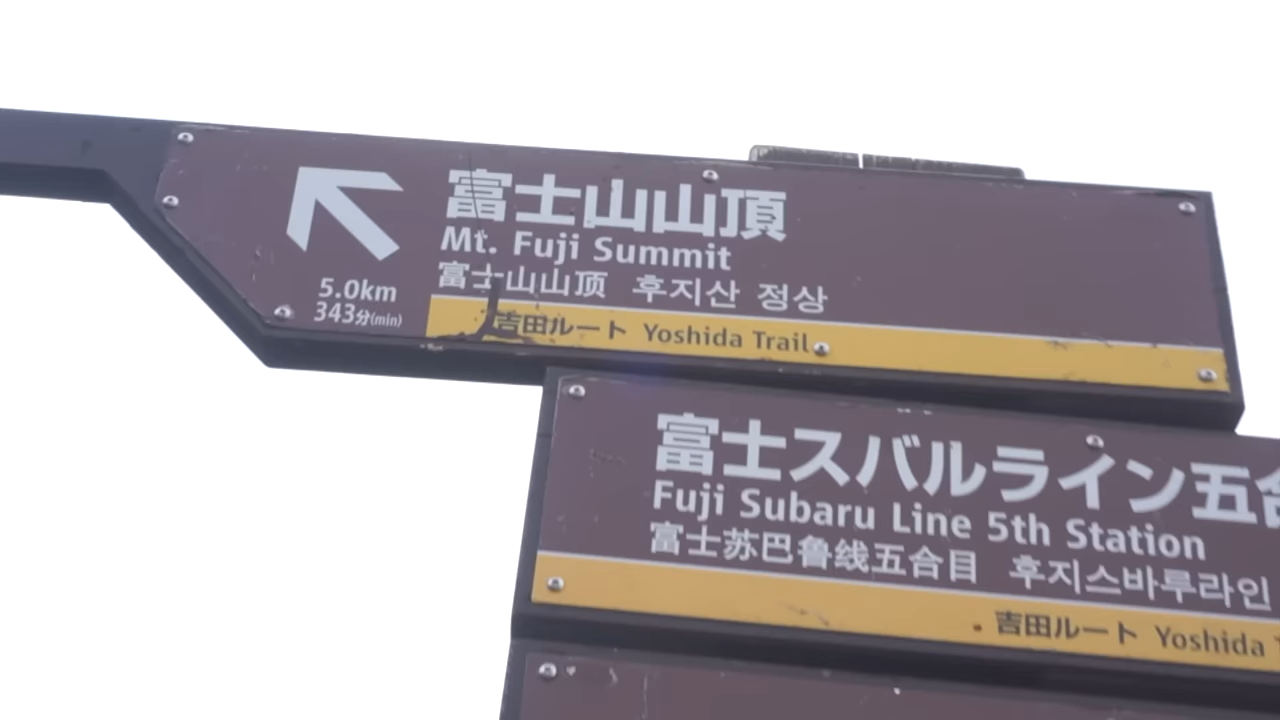 富士山山頂
Mt. Fuji Summit
富士山山顶 후지산 정상
5.0km
343分(min)
吉田ルート Yoshida Trail
富士スバルライン五合
Fuji Subaru Line 5th Station
富士苏巴鲁线五合目 후지스바루라인
吉田ルート Yoshida